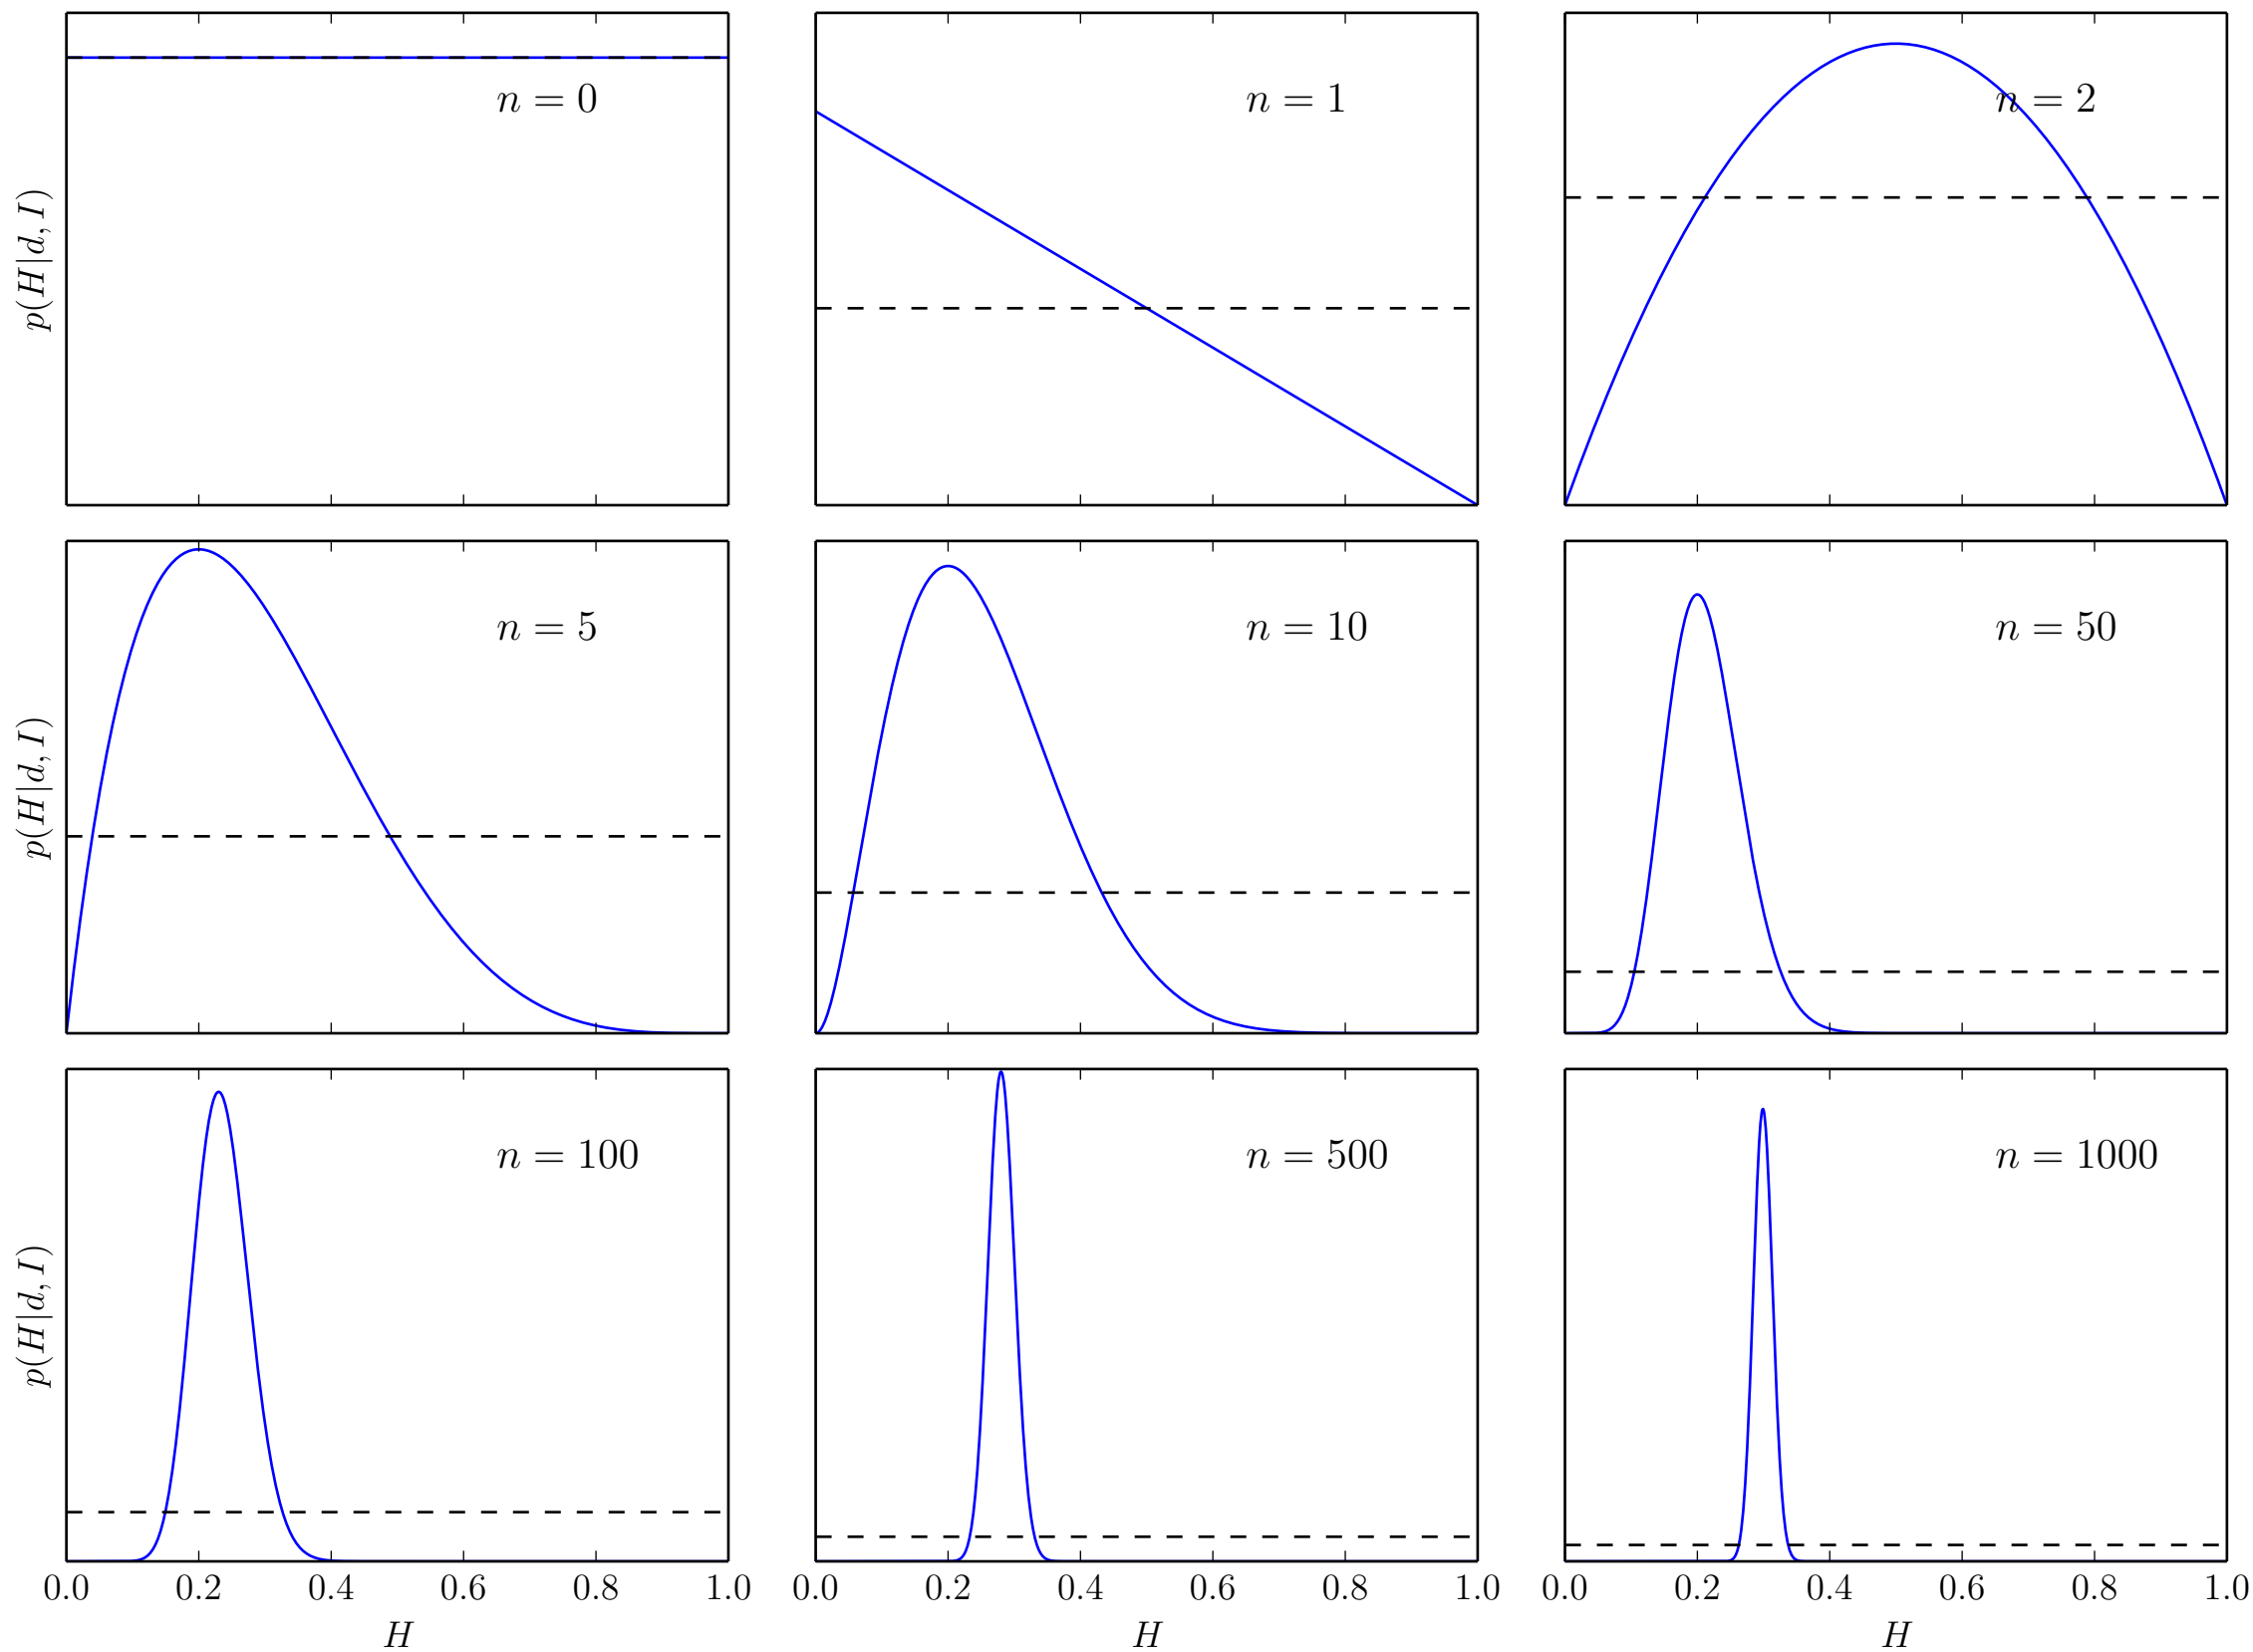 n = 0
n = 1
n = 2
p(H|d, I)
n = 5
n = 10
n = 50
p(H|d, I)
n = 100
n = 500
n = 1000
p(H|d, I)
0.0 0.2 0.4 0.6 0.8 1.0
0.0 0.2 0.4 0.6 0.8 1.0
0.0 0.2 0.4 0.6 0.8 1.0
H
H
H